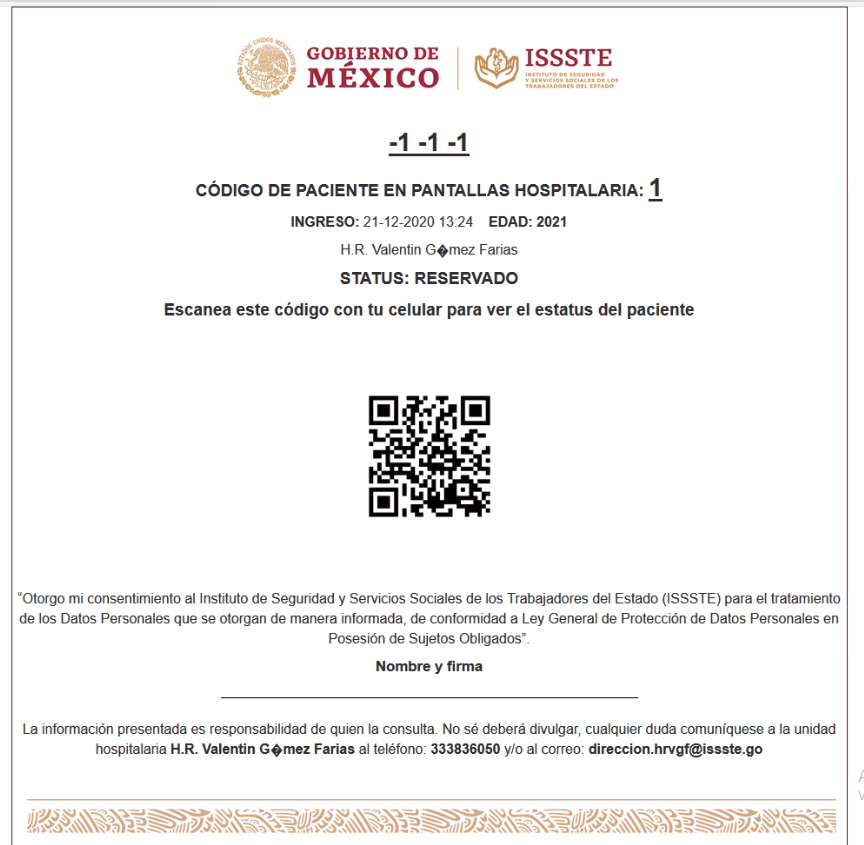 ESTADOS UNIDOS MEXICANOS
GOBIERNO DE
MÉXICO
ISSSTE
INSTITUTO DE SEGURIDAD
Y SERVICIOS SOCIALES DE LOS
TRABAJADORES DEL ESTADO
-1 -1 -1
CÓDIGO DE PACIENTE EN PANTALLAS HOSPITALARIA: 1
INGRESO: 21-12-2020 13:24 EDAD: 2021
H.R. Valentin G�mez Farias
STATUS: RESERVADO
Escanea este código con tu celular para ver el estatus del paciente
“Otorgo mi consentimiento al Instituto de Seguridad y Servicios Sociales de los Trabajadores del Estado (ISSSTE) para el tratamiento
de los Datos Personales que se otorgan de manera informada, de conformidad a Ley General de Protección de Datos Personales en
Posesión de Sujetos Obligados”.
Nombre y firma
La información presentada es responsabilidad de quien la consulta. No sé deberá divulgar, cualquier duda comuníquese a la unidad
hospitalaria H.R. Valentin G�mez Farias al teléfono: 333836050 y/o al correo: direccion.hrvgf@issste.go